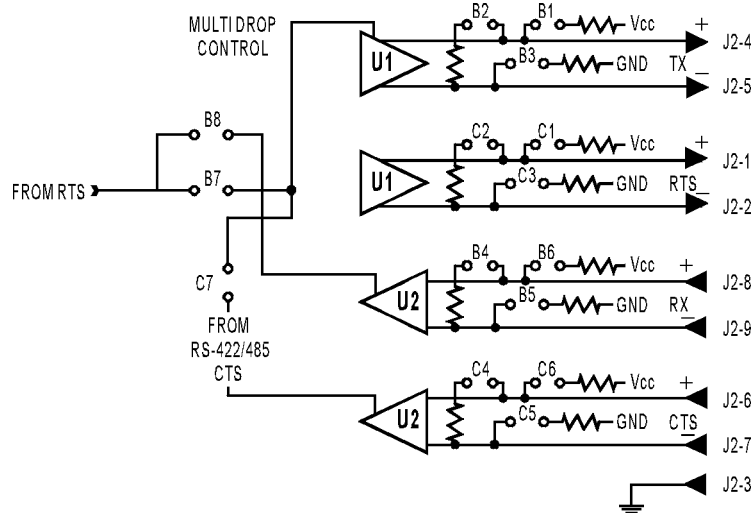 MULTIDROP
CONTROL
B2
B1
Vcc
+
J2-4
U1
B3
GND
TX
—
J2-5
B8
C2
C1
Vcc
+
J2-1
FROM RTS
B7
U1
C3
GND
RTS
—
J2-2
B4
B6
Vcc
+
J2-8
C7
U2
B5
GND
RX
—
J2-9
FROM
RS-422/485
CTS
C4
C6
Vcc
+
J2-6
U2
C5
GND
CTS
—
J2-7
J2-3